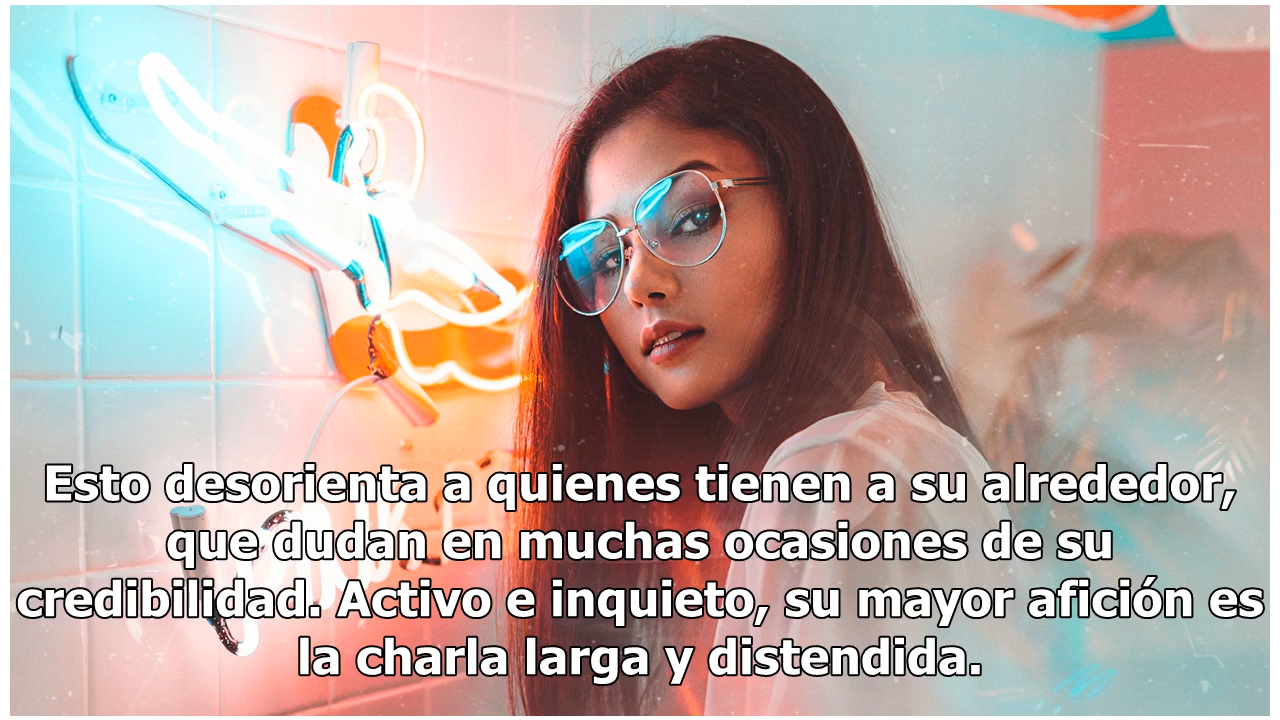 Esto desorienta a quienes tienen a su alrededor,
que dudan en muchas ocasiones de su
credibilidad. Activo e inquieto, su mayor afición es
la charla larga y distendida.